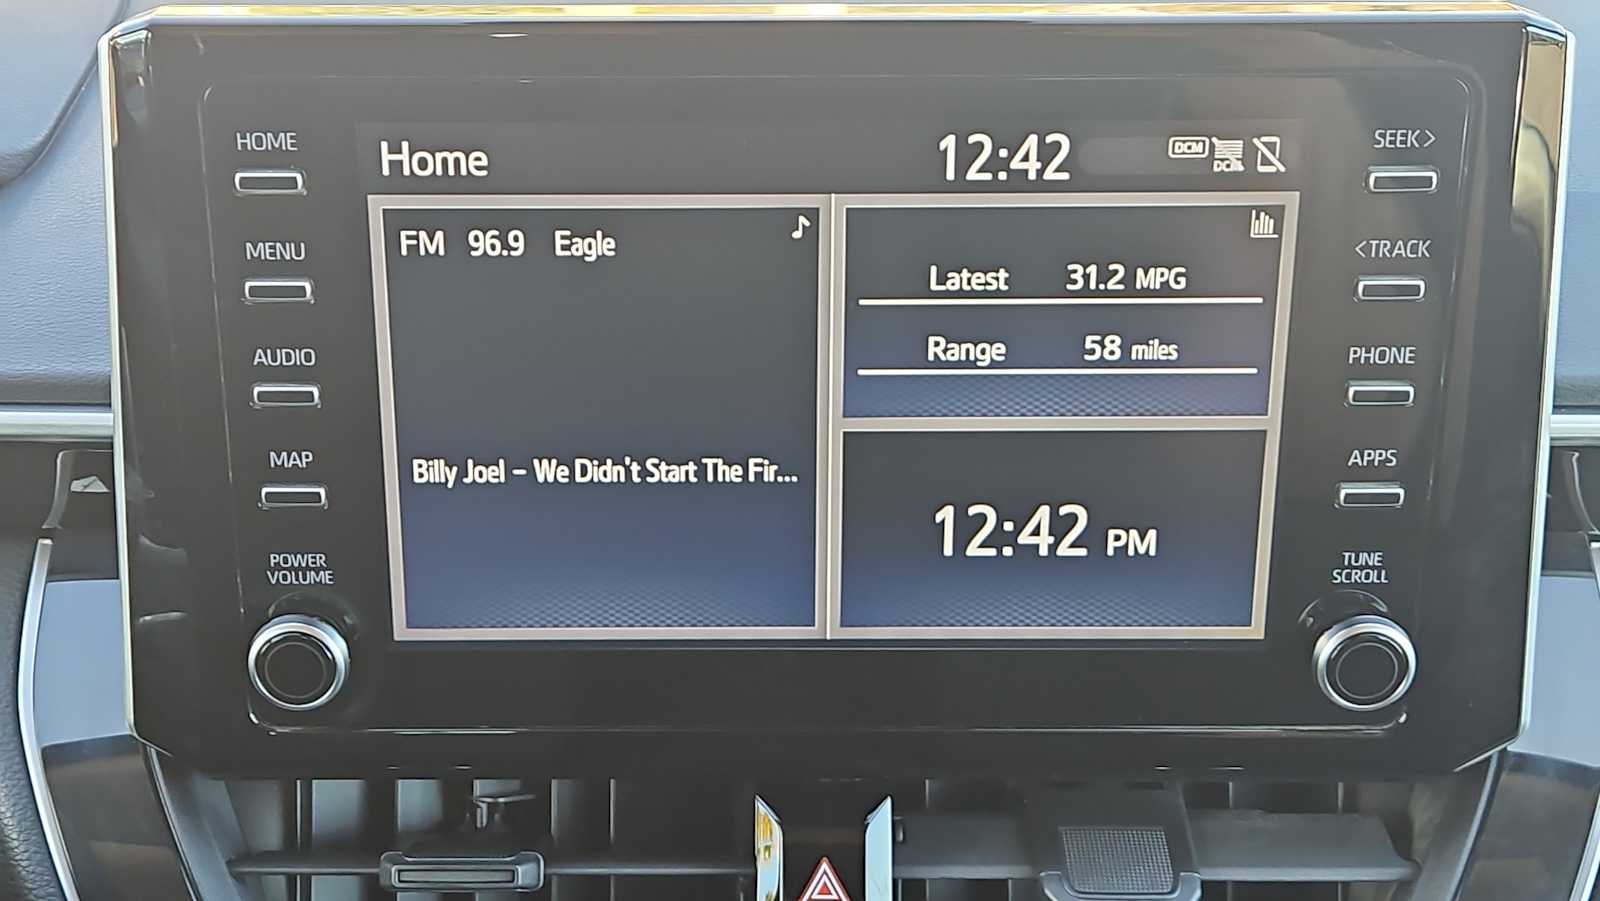 HOME
MENU
AUDIO
MAP
POWER
VOLUME
Home
12:42
DCM
DCM
FM 96.9 Eagle
Billy Joel - We Didn't Start The Fir...
Latest 31.2 MPG
Range 58 miles
12:42 PM
SEEK>
<TRACK
PHONE
APPS
TUNE
SCROLL